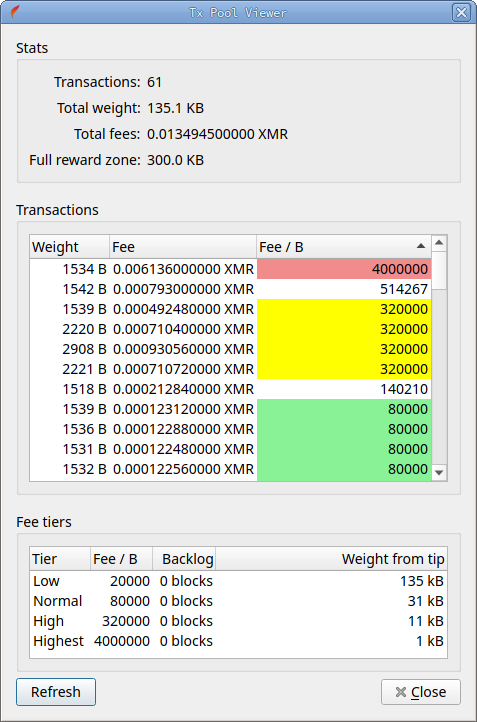 Tx Pool Viewer
Stats
Transactions: 61
Total weight: 135.1 KB
Total fees: 0.013494500000 XMR
Full reward zone: 300.0 KB
Transactions
Weight Fee Fee / B
1534 B 0.006136000000 XMR 4000000
1542 B 0.000793000000 XMR 514267
1539 B 0.000492480000 XMR 320000
2220 B 0.000710400000 XMR 320000
2908 B 0.000930560000 XMR 320000
2221 B 0.000710720000 XMR 320000
1518 B 0.000212840000 XMR 140210
1539 B 0.000123120000 XMR 80000
1536 B 0.000122880000 XMR 80000
1531 B 0.000122480000 XMR 80000
1532 B 0.000122560000 XMR 80000
Fee tiers
Tier Fee / B Backlog Weight from tip
Low 20000 0 blocks 135 kB
Normal 80000 0 blocks 31 kB
High 320000 0 blocks 11 kB
Highest 4000000 0 blocks 1 kB
Refresh Close